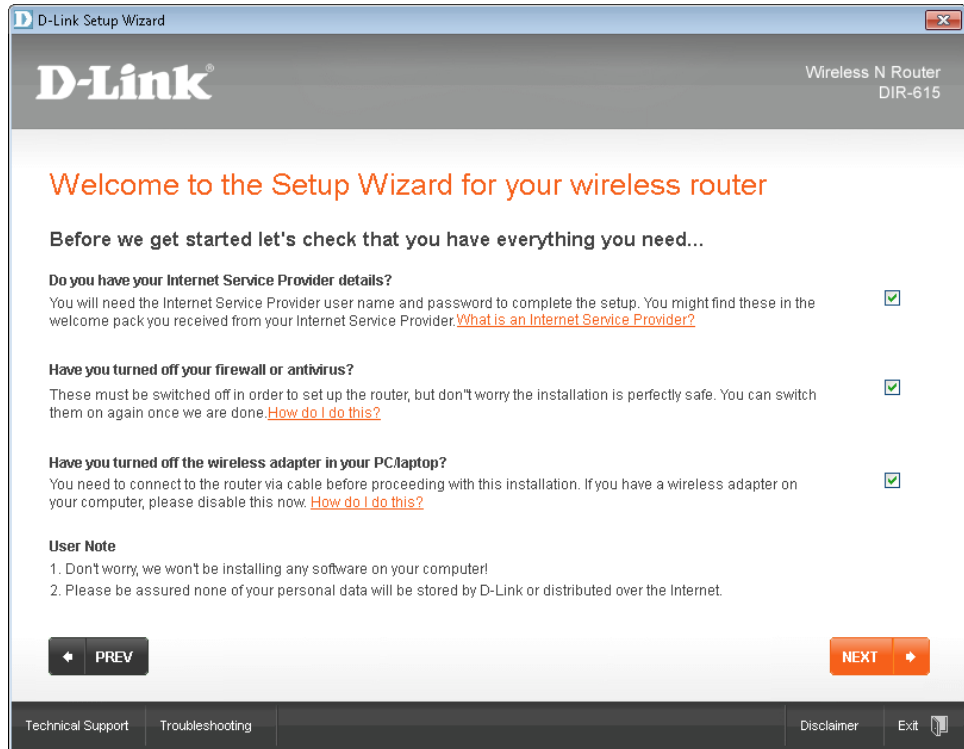 D-Link Setup Wizard
D-Link®
Wireless N Router
DIR-615
Welcome to the Setup Wizard for your wireless router
Before we get started let's check that you have everything you need...
Do you have your Internet Service Provider details?
You will need the Internet Service Provider user name and password to complete the setup. You might find these in the
welcome pack you received from your Internet Service Provider.What is an Internet Service Provider?
Have you turned off your firewall or antivirus?
These must be switched off in order to set up the router, but don"t worry the installation is perfectly safe. You can switch
them on again once we are done.How do I do this?
Have you turned off the wireless adapter in your PC/laptop?
You need to connect to the router via cable before proceeding with this installation. If you have a wireless adapter on
your computer, please disable this now. How do I do this?
User Note
1. Don't worry, we won't be installing any software on your computer!
2. Please be assured none of your personal data will be stored by D-Link or distributed over the Internet.
PREV
NEXT
Technical Support
Troubleshooting
Disclaimer
Exit